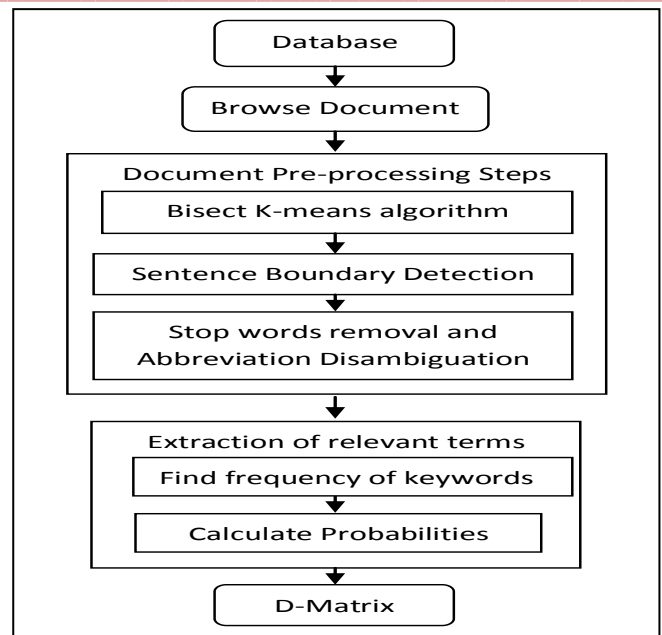 Database
Browse Document
Document Pre-processing Steps
Bisect K-means algorithm
Sentence Boundary Detection
Stop words removal and
Abbreviation Disambiguation
Extraction of relevant terms
Find frequency of keywords
Calculate Probabilities
D-Matrix